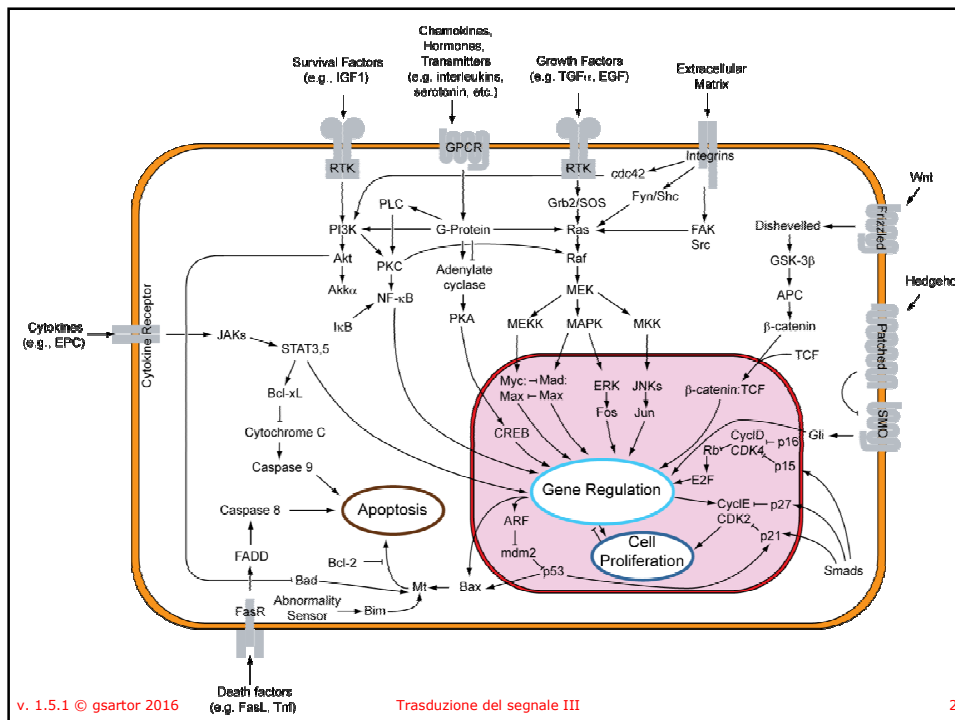 Chemokines,
Hormones,
Transmitters
(e.g. interleukins,
serotonin, etc.)
Survival Factors
(e.g., IGF1)
Growth Factors
(e.g. TGFα, EGF)
Extracellular
Matrix
GPCR
RTK
RTK
Integrins
cdc42
Wnt
PLC
Grb2/SOS
Fyn/Shc
Frizzled
PI3K
G-Protein
Ras
FAK
Src
Dishevelled
Akt
PKC
Adenylate
cyclase
Raf
GSK-3β
Hedgeho
Akkα
NF-κB
MEK
APC
IκB
PKA
MEKK
MAPK
MKK
β-catenin
Patched
Cytokines
(e.g., EPC)
Cytokine Receptor
JAKs
STAT3,5
TCF
Myc:
Mad:
Max
Max
ERK
JNKs
β-catenin:TCF
Bcl-xL
Fos
Jun
SMO
Cytochrome C
CREB
Gli
CyclD
p16
Rb
CDK4
p15
Caspase 9
E2F
Gene Regulation
Caspase 8
Apoptosis
CyclE
p27
ARF
CDK2
p21
FADD
mdm2
Cell
Proliferation
Bcl-2
p53
Smads
Bad
Mt
Bax
Abnormality
Sensor
Bim
FasR
Death factors
(e.g. FasL, Tnf)
v. 1.5.1 © gsartor 2016
Trasduzione del segnale III
2